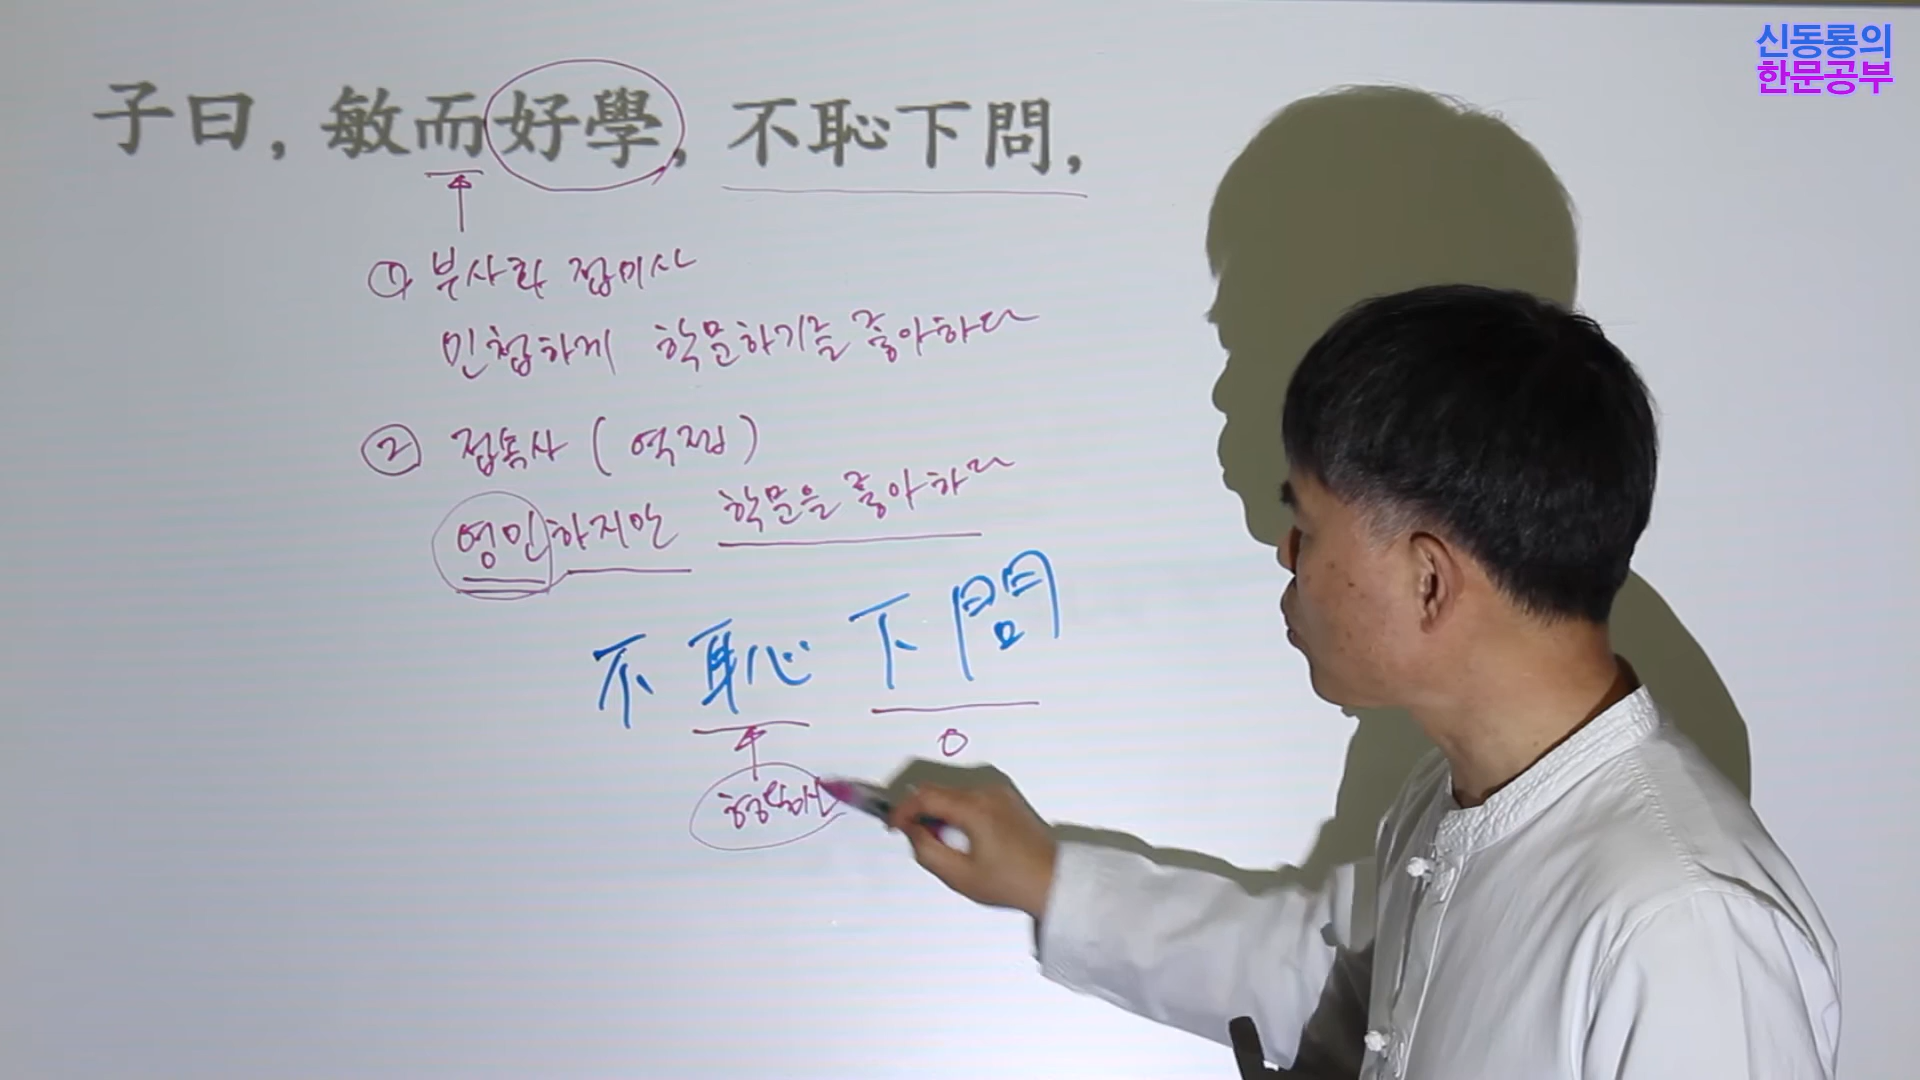 신동룡의
한문공부
子曰, 敏而好學, 不恥下問,
① 부사화 접미사
민첩하게 학문하기를 좋아하다
② 접속사 (역접)
영민하지만 학문을 좋아하다
不 恥 下 問
O
형용사